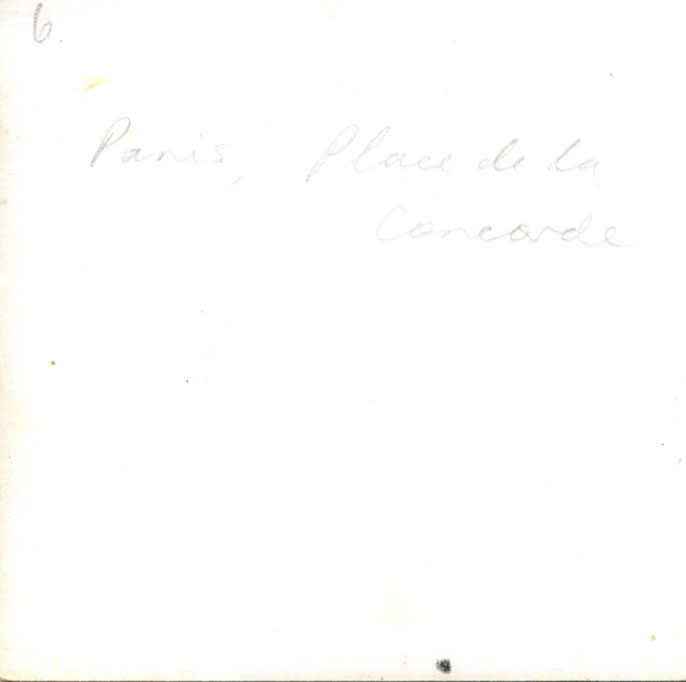 6.
Paris, Place de la
Concorde